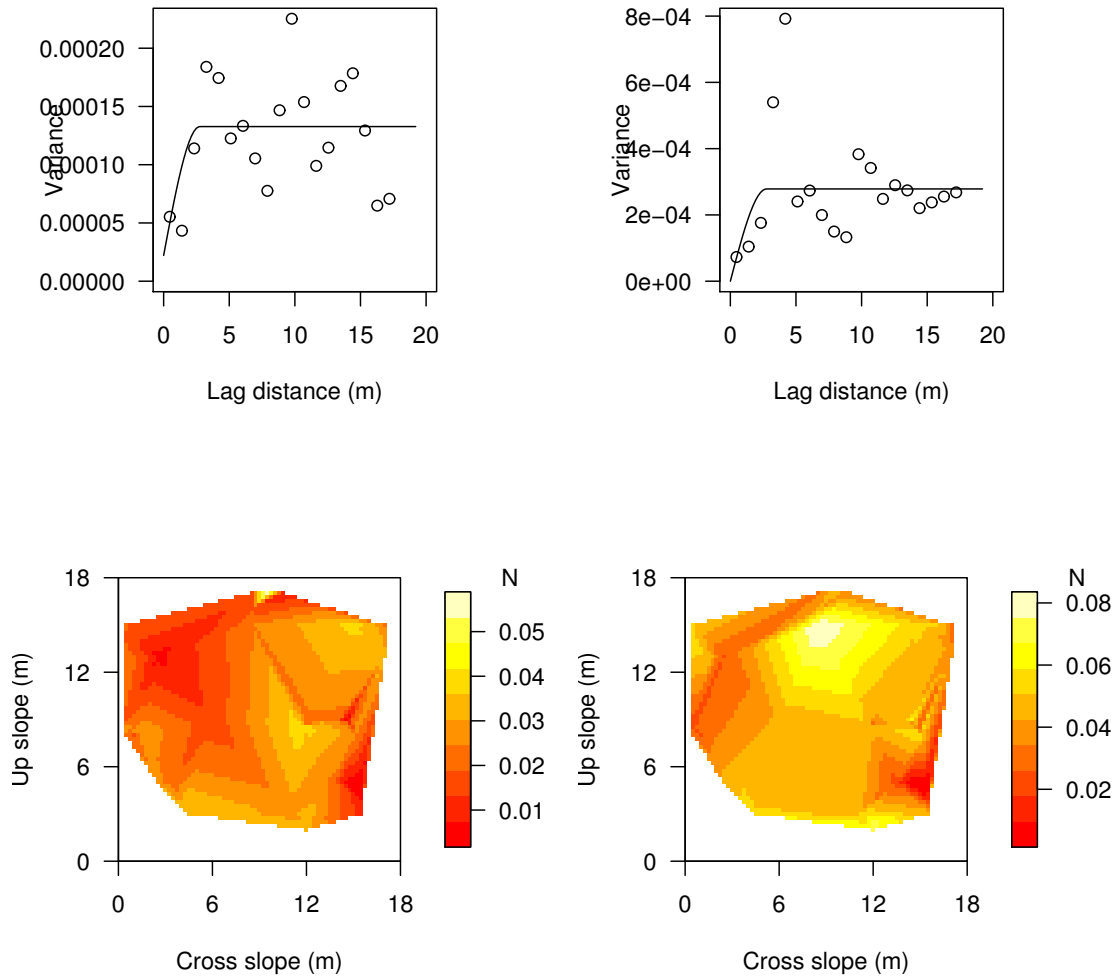 0.00020
0.00015
0.00010
0.00005
0.00000
Variance
0 5 10 15 20
Lag distance (m)
8e−04
6e−04
4e−04
2e−04
0e+00
Variance
0 5 10 15 20
Lag distance (m)
18
12
6
0
Up slope (m)
0 6 12 18
Cross slope (m)
N
0.05
0.04
0.03
0.02
0.01
18
12
6
0
Up slope (m)
0 6 12 18
Cross slope (m)
N
0.08
0.06
0.04
0.02